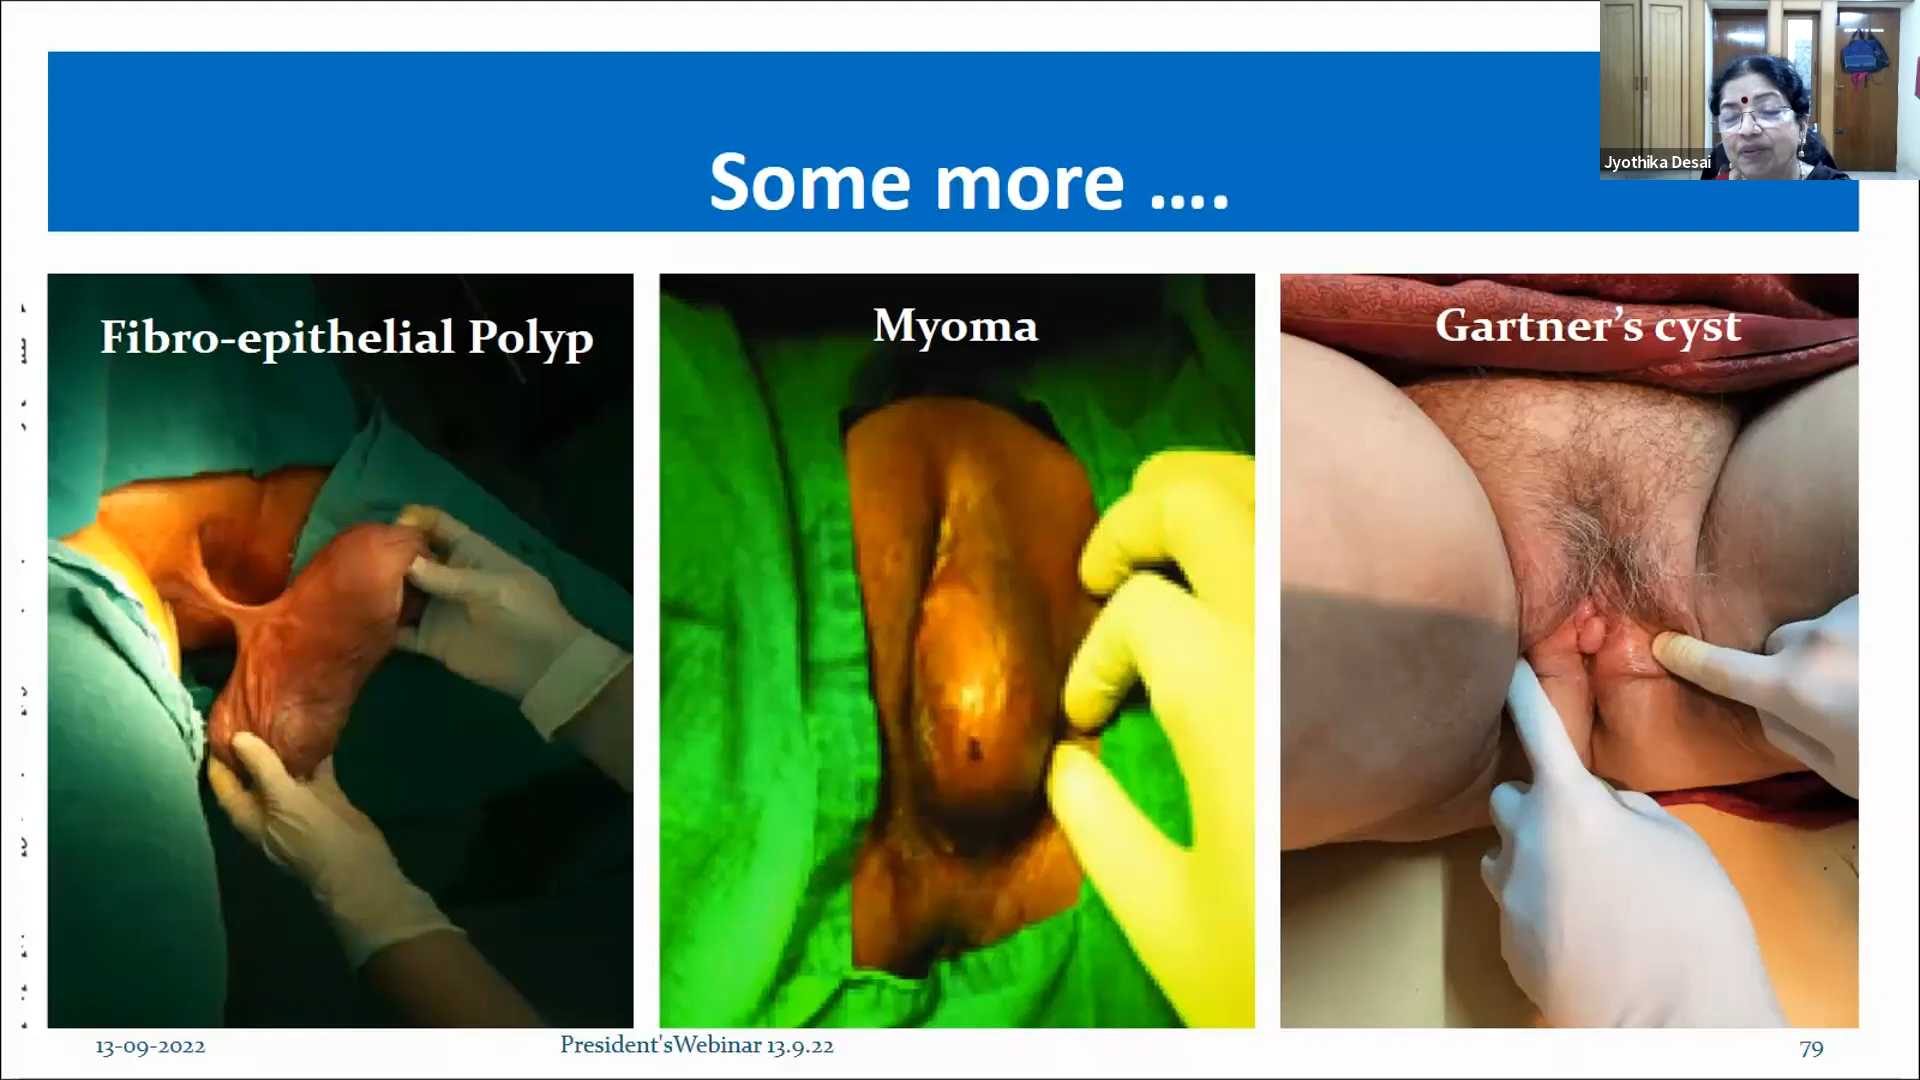 Jyothika Desai
Some more ....
Fibro-epithelial Polyp
Myoma
Gartner’s cyst
13-09-2022
President'sWebinar 13.9.22
79